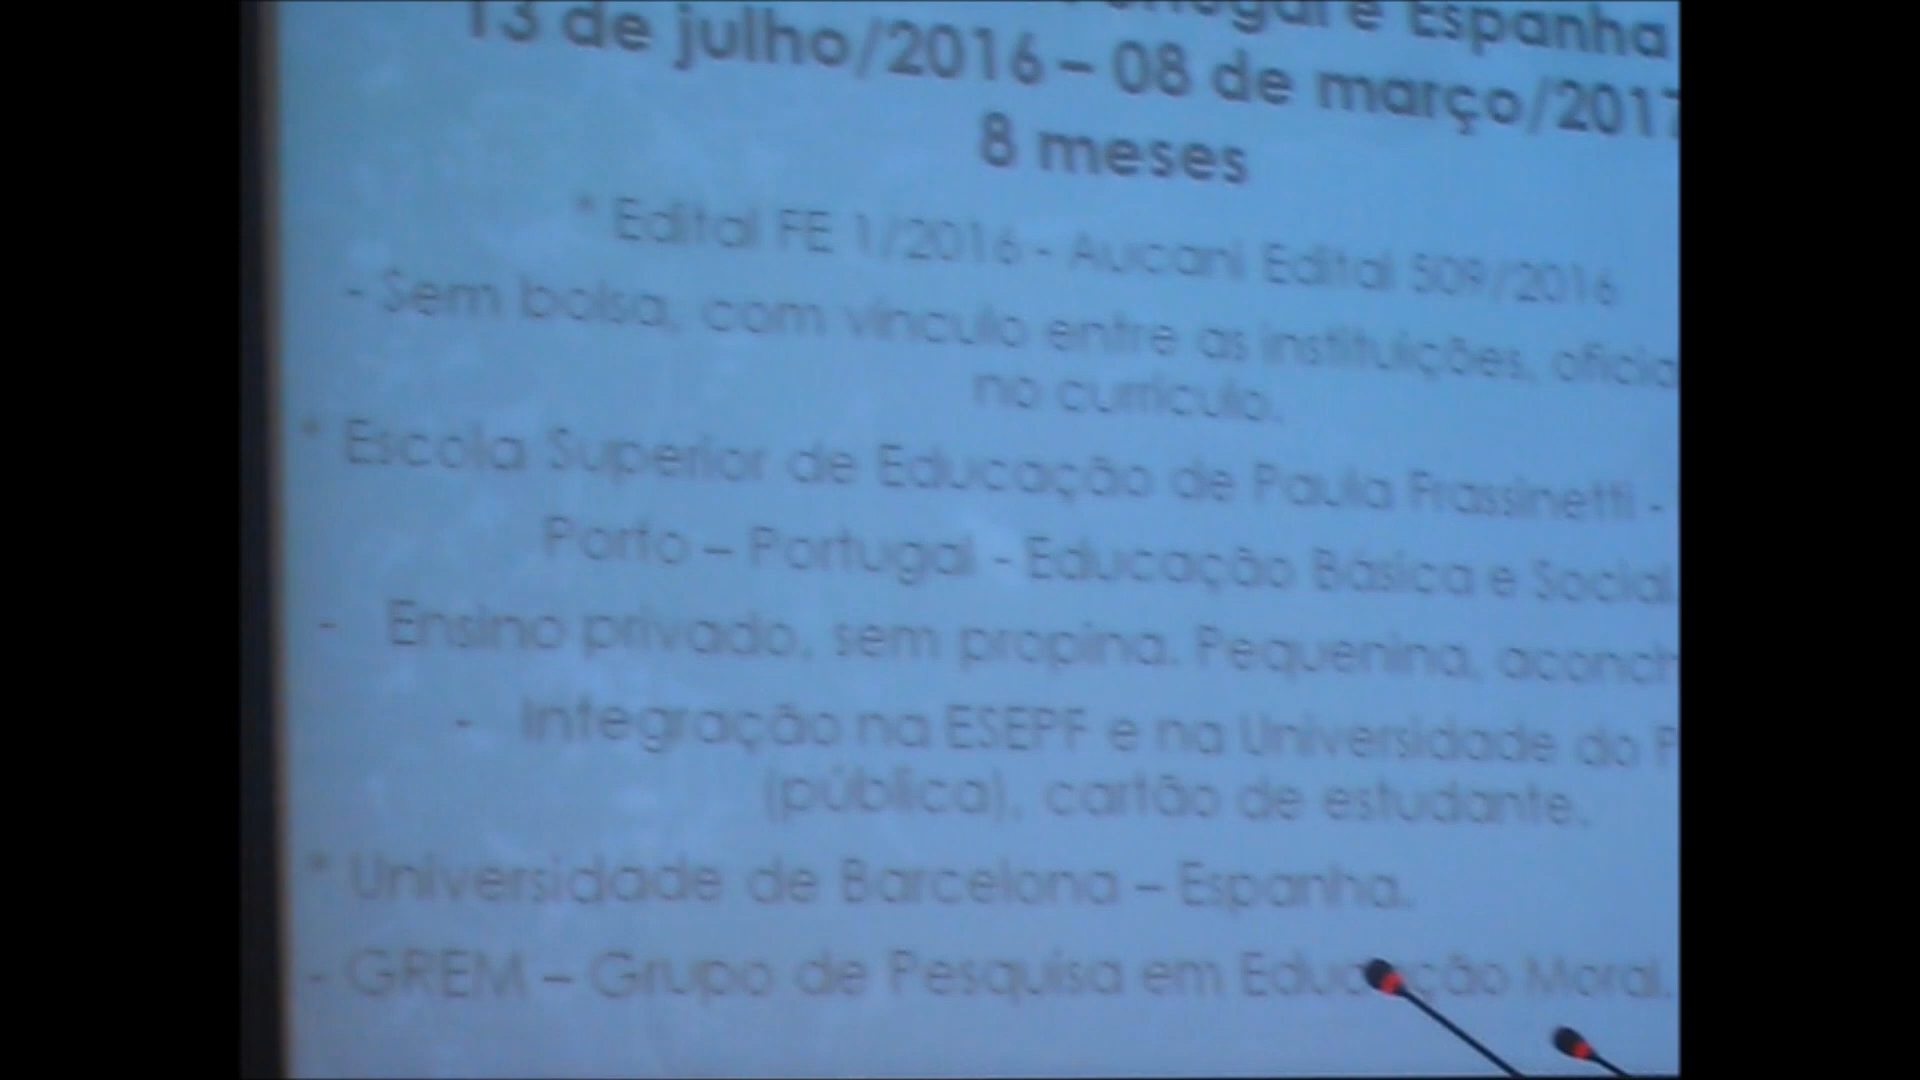 e Espanha
13 de julho/2016 – 08 de março/2017
8 meses
* Edital FE 1/2016 - Aucani Edital 509/2016
- Sem bolsa, com vínculo entre as instituições, oficia
no currículo.
* Escola Superior de Educação de Paula Frassinetti -
Porto – Portugal - Educação Básica e Social.
- Ensino privado, sem propina. Pequenina, aconch
- Integração na ESEPF e na Universidade do P
(pública), cartão de estudante.
* Universidade de Barcelona – Espanha.
- GREM – Grupo de Pesquisa em Educação Moral.